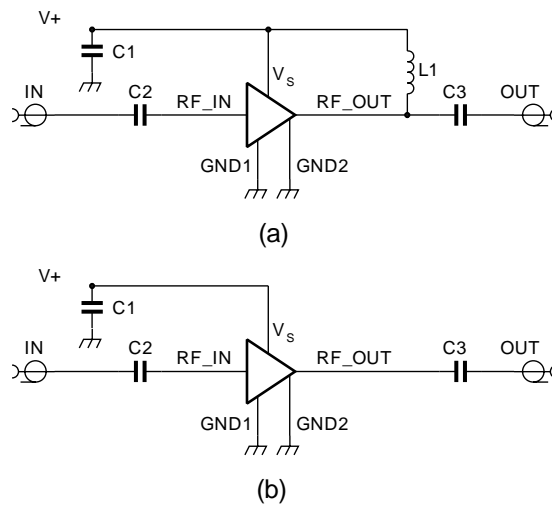 V+
C1
IN
C2
RF_IN
VS
RF_OUT
L1
C3
OUT
GND1
GND2
(a)
V+
C1
IN
C2
RF_IN
VS
RF_OUT
C3
OUT
GND1
GND2
(b)